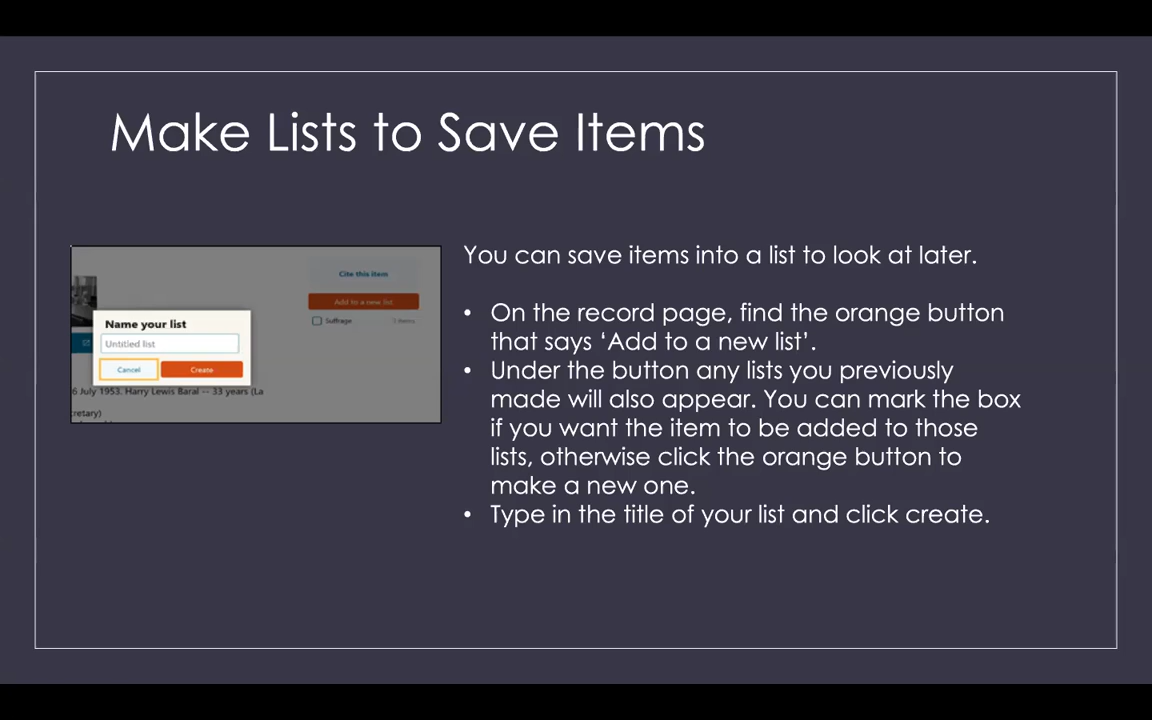 Make Lists to Save Items
You can save items into a list to look at later.
• On the record page, find the orange button
that says ‘Add to a new list’.
• Under the button any lists you previously
made will also appear. You can mark the box
if you want the item to be added to those
lists, otherwise click the orange button to
make a new one.
• Type in the title of your list and click create.
Cite this item
Add to a new list
Suffrage
Name your list
Untitled list
Cancel Create
6 July 1953. Harry Lewis Baral -- 33 years (La
cretary)